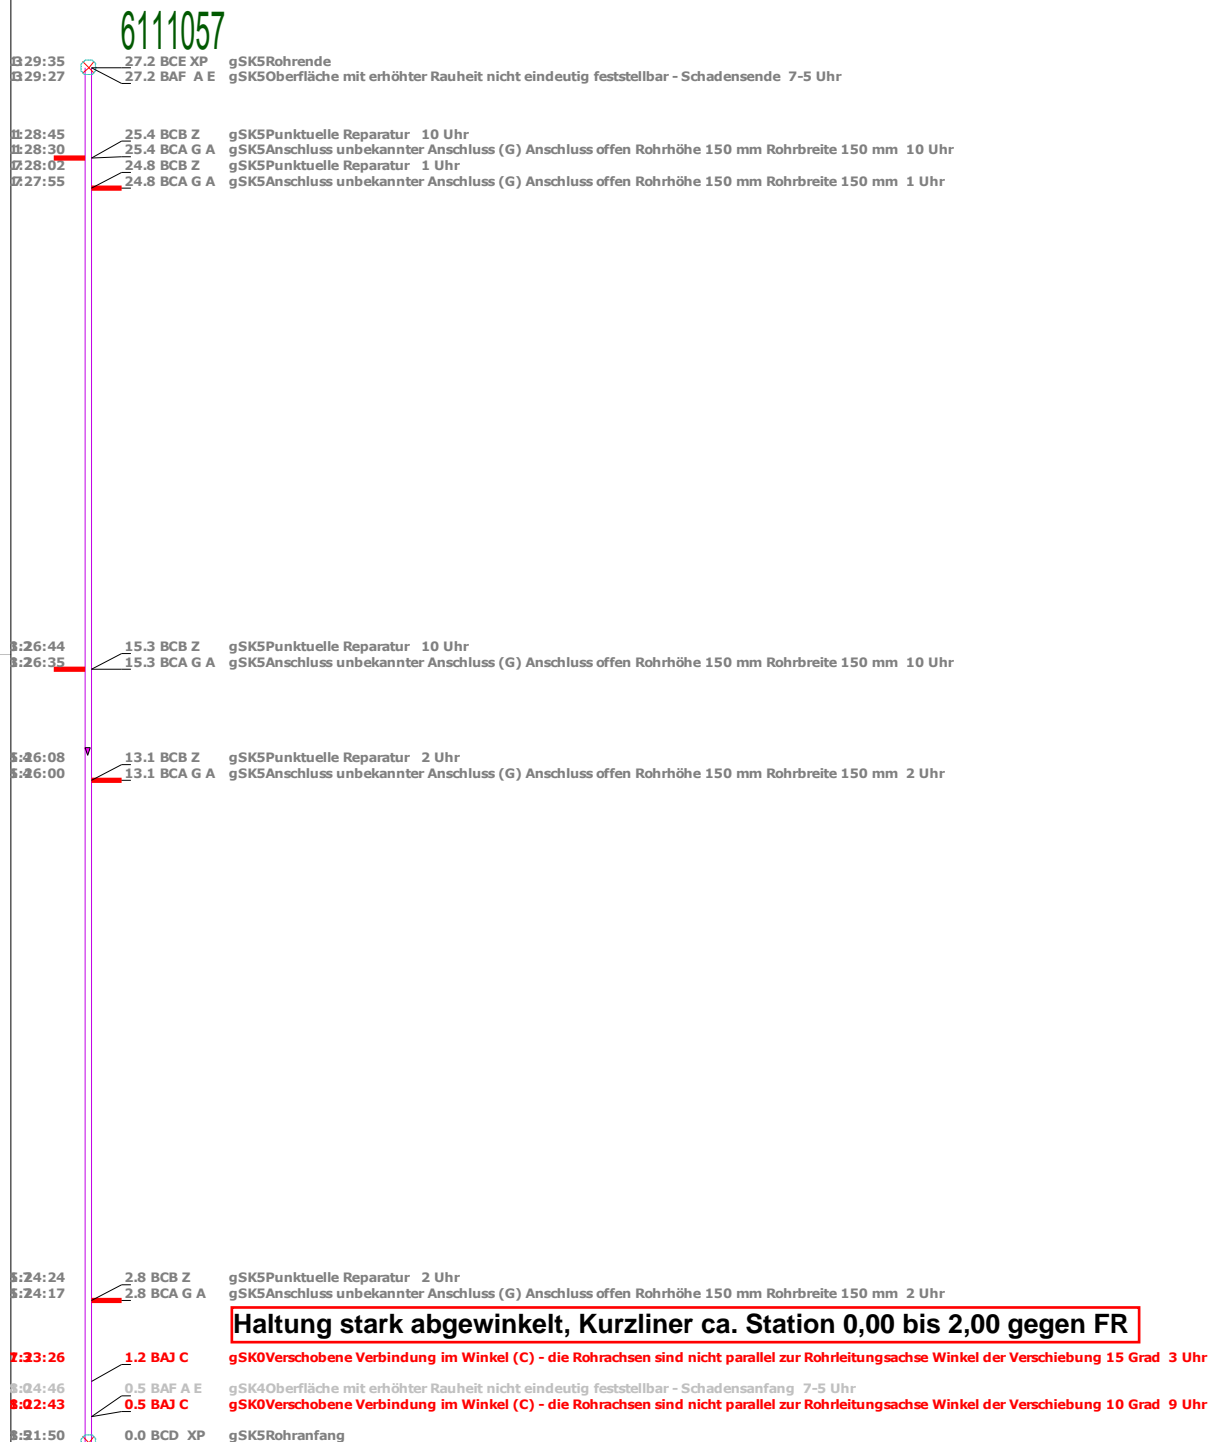 6111057
:29:35 27.2 BCE XP gSK5Rohrende
:29:27 27.2 BAF A E gSK5Oberfläche mit erhöhter Rauheit nicht eindeutig feststellbar - Schadensende 7-5 Uhr
:28:45 25.4 BCB Z gSK5Punktuelle Reparatur 10 Uhr
:28:30 25.4 BCA G A gSK5Anschluss unbekannter Anschluss (G) Anschluss offen Rohrhöhe 150 mm Rohrbreite 150 mm 10 Uhr
:28:02 24.8 BCB Z gSK5Punktuelle Reparatur 1 Uhr
:27:55 24.8 BCA G A gSK5Anschluss unbekannter Anschluss (G) Anschluss offen Rohrhöhe 150 mm Rohrbreite 150 mm 1 Uhr
:26:44 15.3 BCB Z gSK5Punktuelle Reparatur 10 Uhr
:26:35 15.3 BCA G A gSK5Anschluss unbekannter Anschluss (G) Anschluss offen Rohrhöhe 150 mm Rohrbreite 150 mm 10 Uhr
:26:08 13.1 BCB Z gSK5Punktuelle Reparatur 2 Uhr
:26:00 13.1 BCA G A gSK5Anschluss unbekannter Anschluss (G) Anschluss offen Rohrhöhe 150 mm Rohrbreite 150 mm 2 Uhr
:24:24 2.8 BCB Z gSK5Punktuelle Reparatur 2 Uhr
:24:17 2.8 BCA G A gSK5Anschluss unbekannter Anschluss (G) Anschluss offen Rohrhöhe 150 mm Rohrbreite 150 mm 2 Uhr
Haltung stark abgewinkelt, Kurzliner ca. Station 0,00 bis 2,00 gegen FR
:23:26 1.2 BAJ C gSK0Verschobene Verbindung im Winkel (C) - die Rohrachsen sind nicht parallel zur Rohrleitungsachse Winkel der Verschiebung 15 Grad 3 Uhr
:24:46 0.5 BAF A E gSK4Oberfläche mit erhöhter Rauheit nicht eindeutig feststellbar - Schadensanfang 7-5 Uhr
:22:43 0.5 BAJ C gSK0Verschobene Verbindung im Winkel (C) - die Rohrachsen sind nicht parallel zur Rohrleitungsachse Winkel der Verschiebung 10 Grad 9 Uhr
:21:50 0.0 BCD XP gSK5Rohranfang